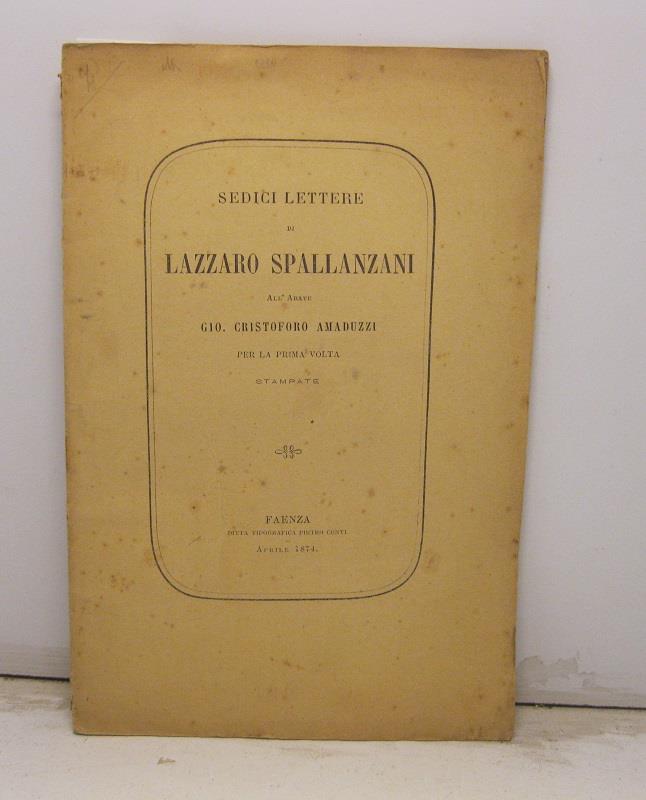 SEDICI LETTERE
DI
LAZZARO SPALLANZANI
ALL'ABATE
GIO. CRISTOFORO AMADUZZI
PER LA PRIMA VOLTA
STAMPATE
FAENZA
DITTA TIPOGRAFICA PIETRO CONTI
APRILE 1874.